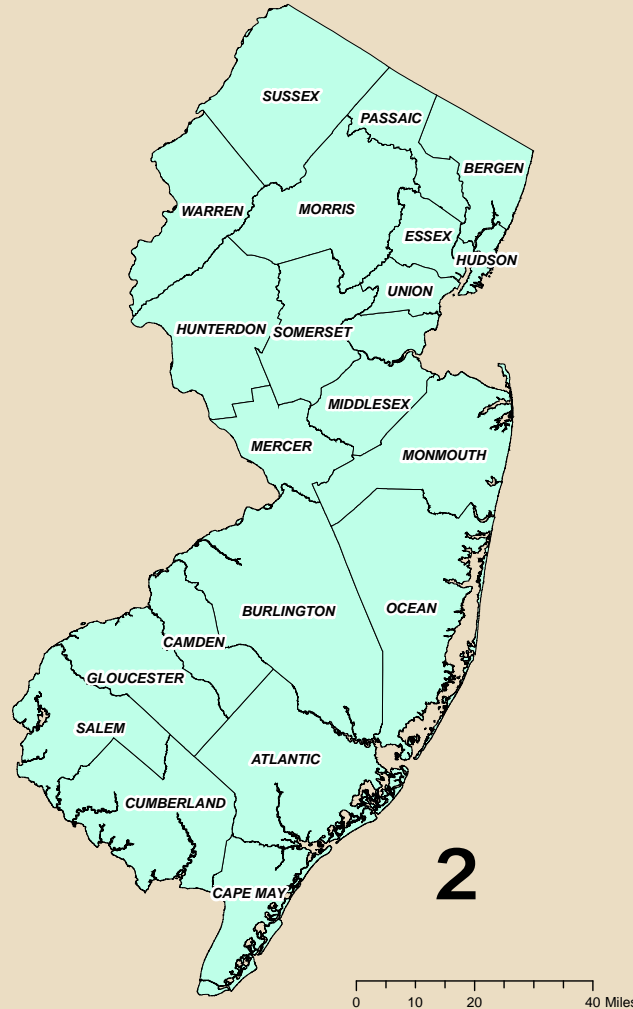 SUSSEX
PASSAIC
BERGEN
WARREN
MORRIS
ESSEX
HUDSON
UNION
HUNTERDON
SOMERSET
MIDDLESEX
MERCER
MONMOUTH
BURLINGTON
OCEAN
CAMDEN
GLOUCESTER
SALEM
ATLANTIC
CUMBERLAND
CAPE MAY
2
0 10 20 40 Miles